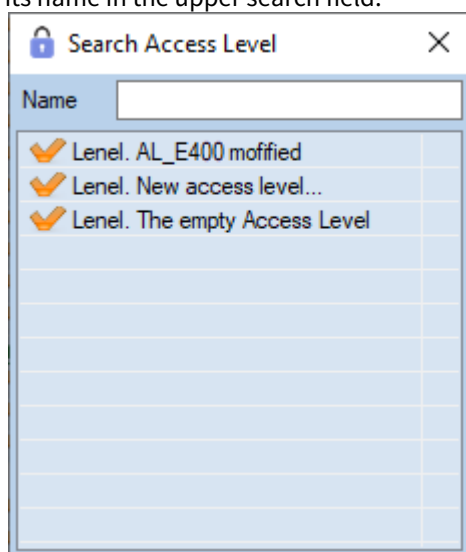 its name in the upper search field.
Search Access Level
Name
Lenel. AL_E400 mofified
Lenel. New access level...
Lenel. The empty Access Level